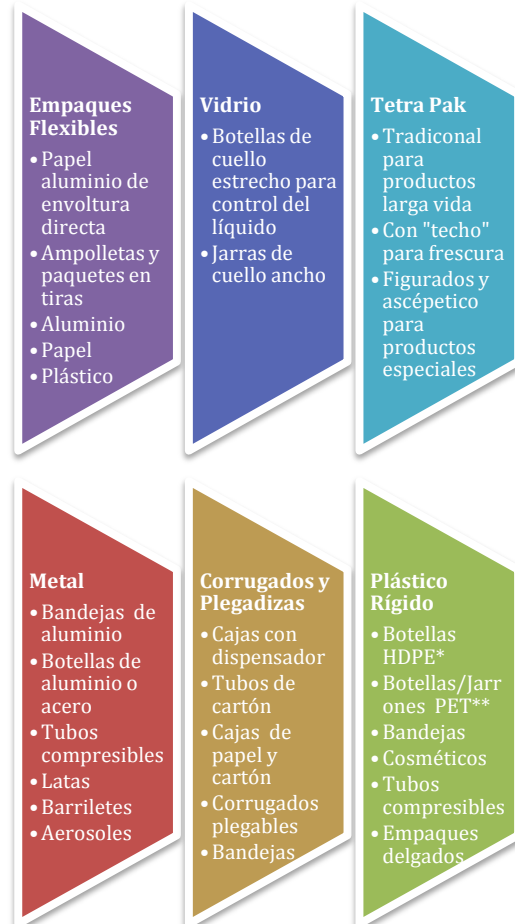 Empaques
Flexibles
•Papel
aluminio de
envoltura
directa
•Ampolletas y
paquetes en
tiras
•Aluminio
•Papel
•Plástico
Vidrio
•Botellas de
cuello
estrecho para
control del
líquido
•Jarras de
cuello ancho
Tetra Pak
•Tradiconal
para
productos
larga vida
•Con "techo"
para frescura
•Figurados y
ascépetico
para
productos
especiales
Metal
•Bandejas de
aluminio
•Botellas de
aluminio o
acero
•Tubos
compresibles
•Latas
•Barriletes
•Aerosoles
Corrugados y
Plegadizas
•Cajas con
dispensador
•Tubos de
cartón
•Cajas de
papel y
cartón
•Corrugados
plegables
•Bandejas
Plástico
Rígido
•Botellas
HDPE*
•Botellas/Jarr
ones PET**
•Bandejas
•Cosméticos
•Tubos
compresibles
•Empaques
delgados